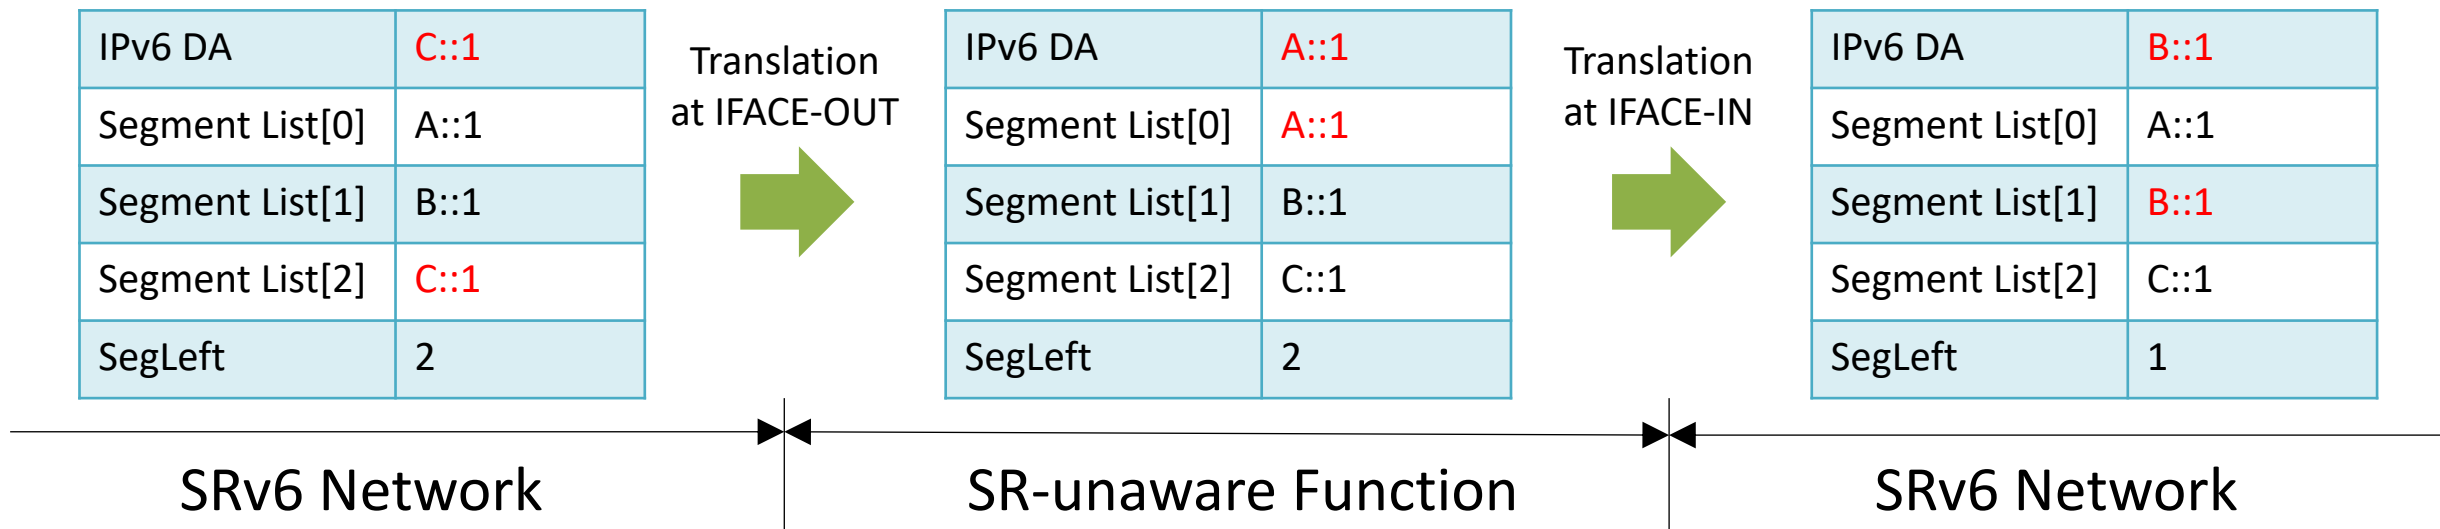 IPv6 DA C::1
Segment List[0] A::1
Segment List[1] B::1
Segment List[2] C::1
SegLeft 2
Translation
at IFACE-OUT
IPv6 DA A::1
Segment List[0] A::1
Segment List[1] B::1
Segment List[2] C::1
SegLeft 2
Translation
at IFACE-IN
IPv6 DA B::1
Segment List[0] A::1
Segment List[1] B::1
Segment List[2] C::1
SegLeft 1
SRv6 Network
SR-unaware Function
SRv6 Network